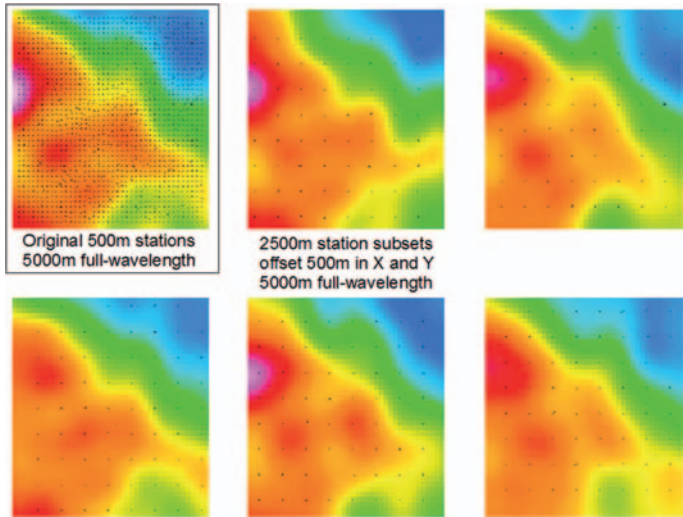 Original 500m stations
5000m full-wavelength
2500m station subsets
offset 500m in X and Y
5000m full-wavelength